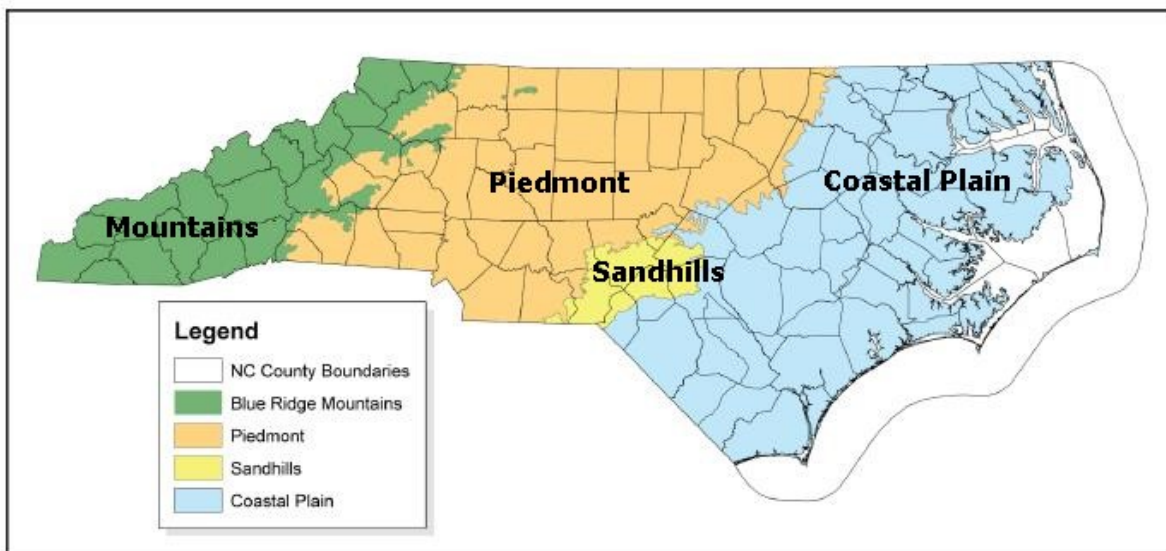 Piedmont
Coastal Plain
Mountains
Sandhills
Legend
NC County Boundaries
Blue Ridge Mountains
Piedmont
Sandhills
Coastal Plain